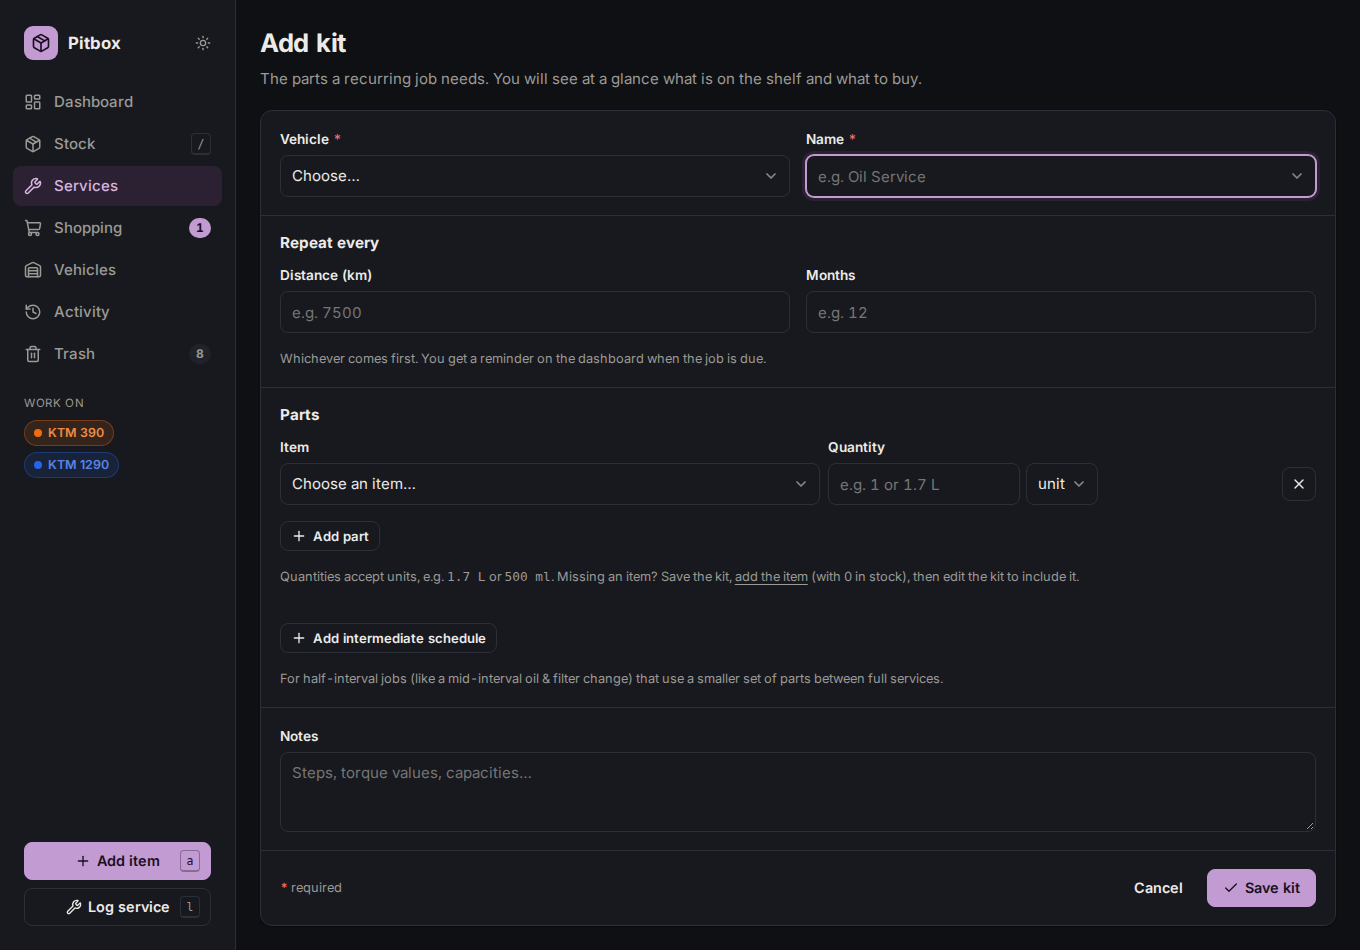 Pitbox
Dashboard
Stock /
Services
Shopping 1
Vehicles
Activity
Trash 8
WORK ON
KTM 390
KTM 1290
Add item a
Log service l
Add kit
The parts a recurring job needs. You will see at a glance what is on the shelf and what to buy.
Vehicle * Name *
Choose... e.g. Oil Service
Repeat every
Distance (km) Months
e.g. 7500 e.g. 12
Whichever comes first. You get a reminder on the dashboard when the job is due.
Parts
Item Quantity
Choose an item... e.g. 1 or 1.7 L unit
Add part
Quantities accept units, e.g. 1.7 L or 500 ml. Missing an item? Save the kit, add the item (with 0 in stock), then edit the kit to include it.
Add intermediate schedule
For half-interval jobs (like a mid-interval oil & filter change) that use a smaller set of parts between full services.
Notes
Steps, torque values, capacities...
* required Cancel Save kit